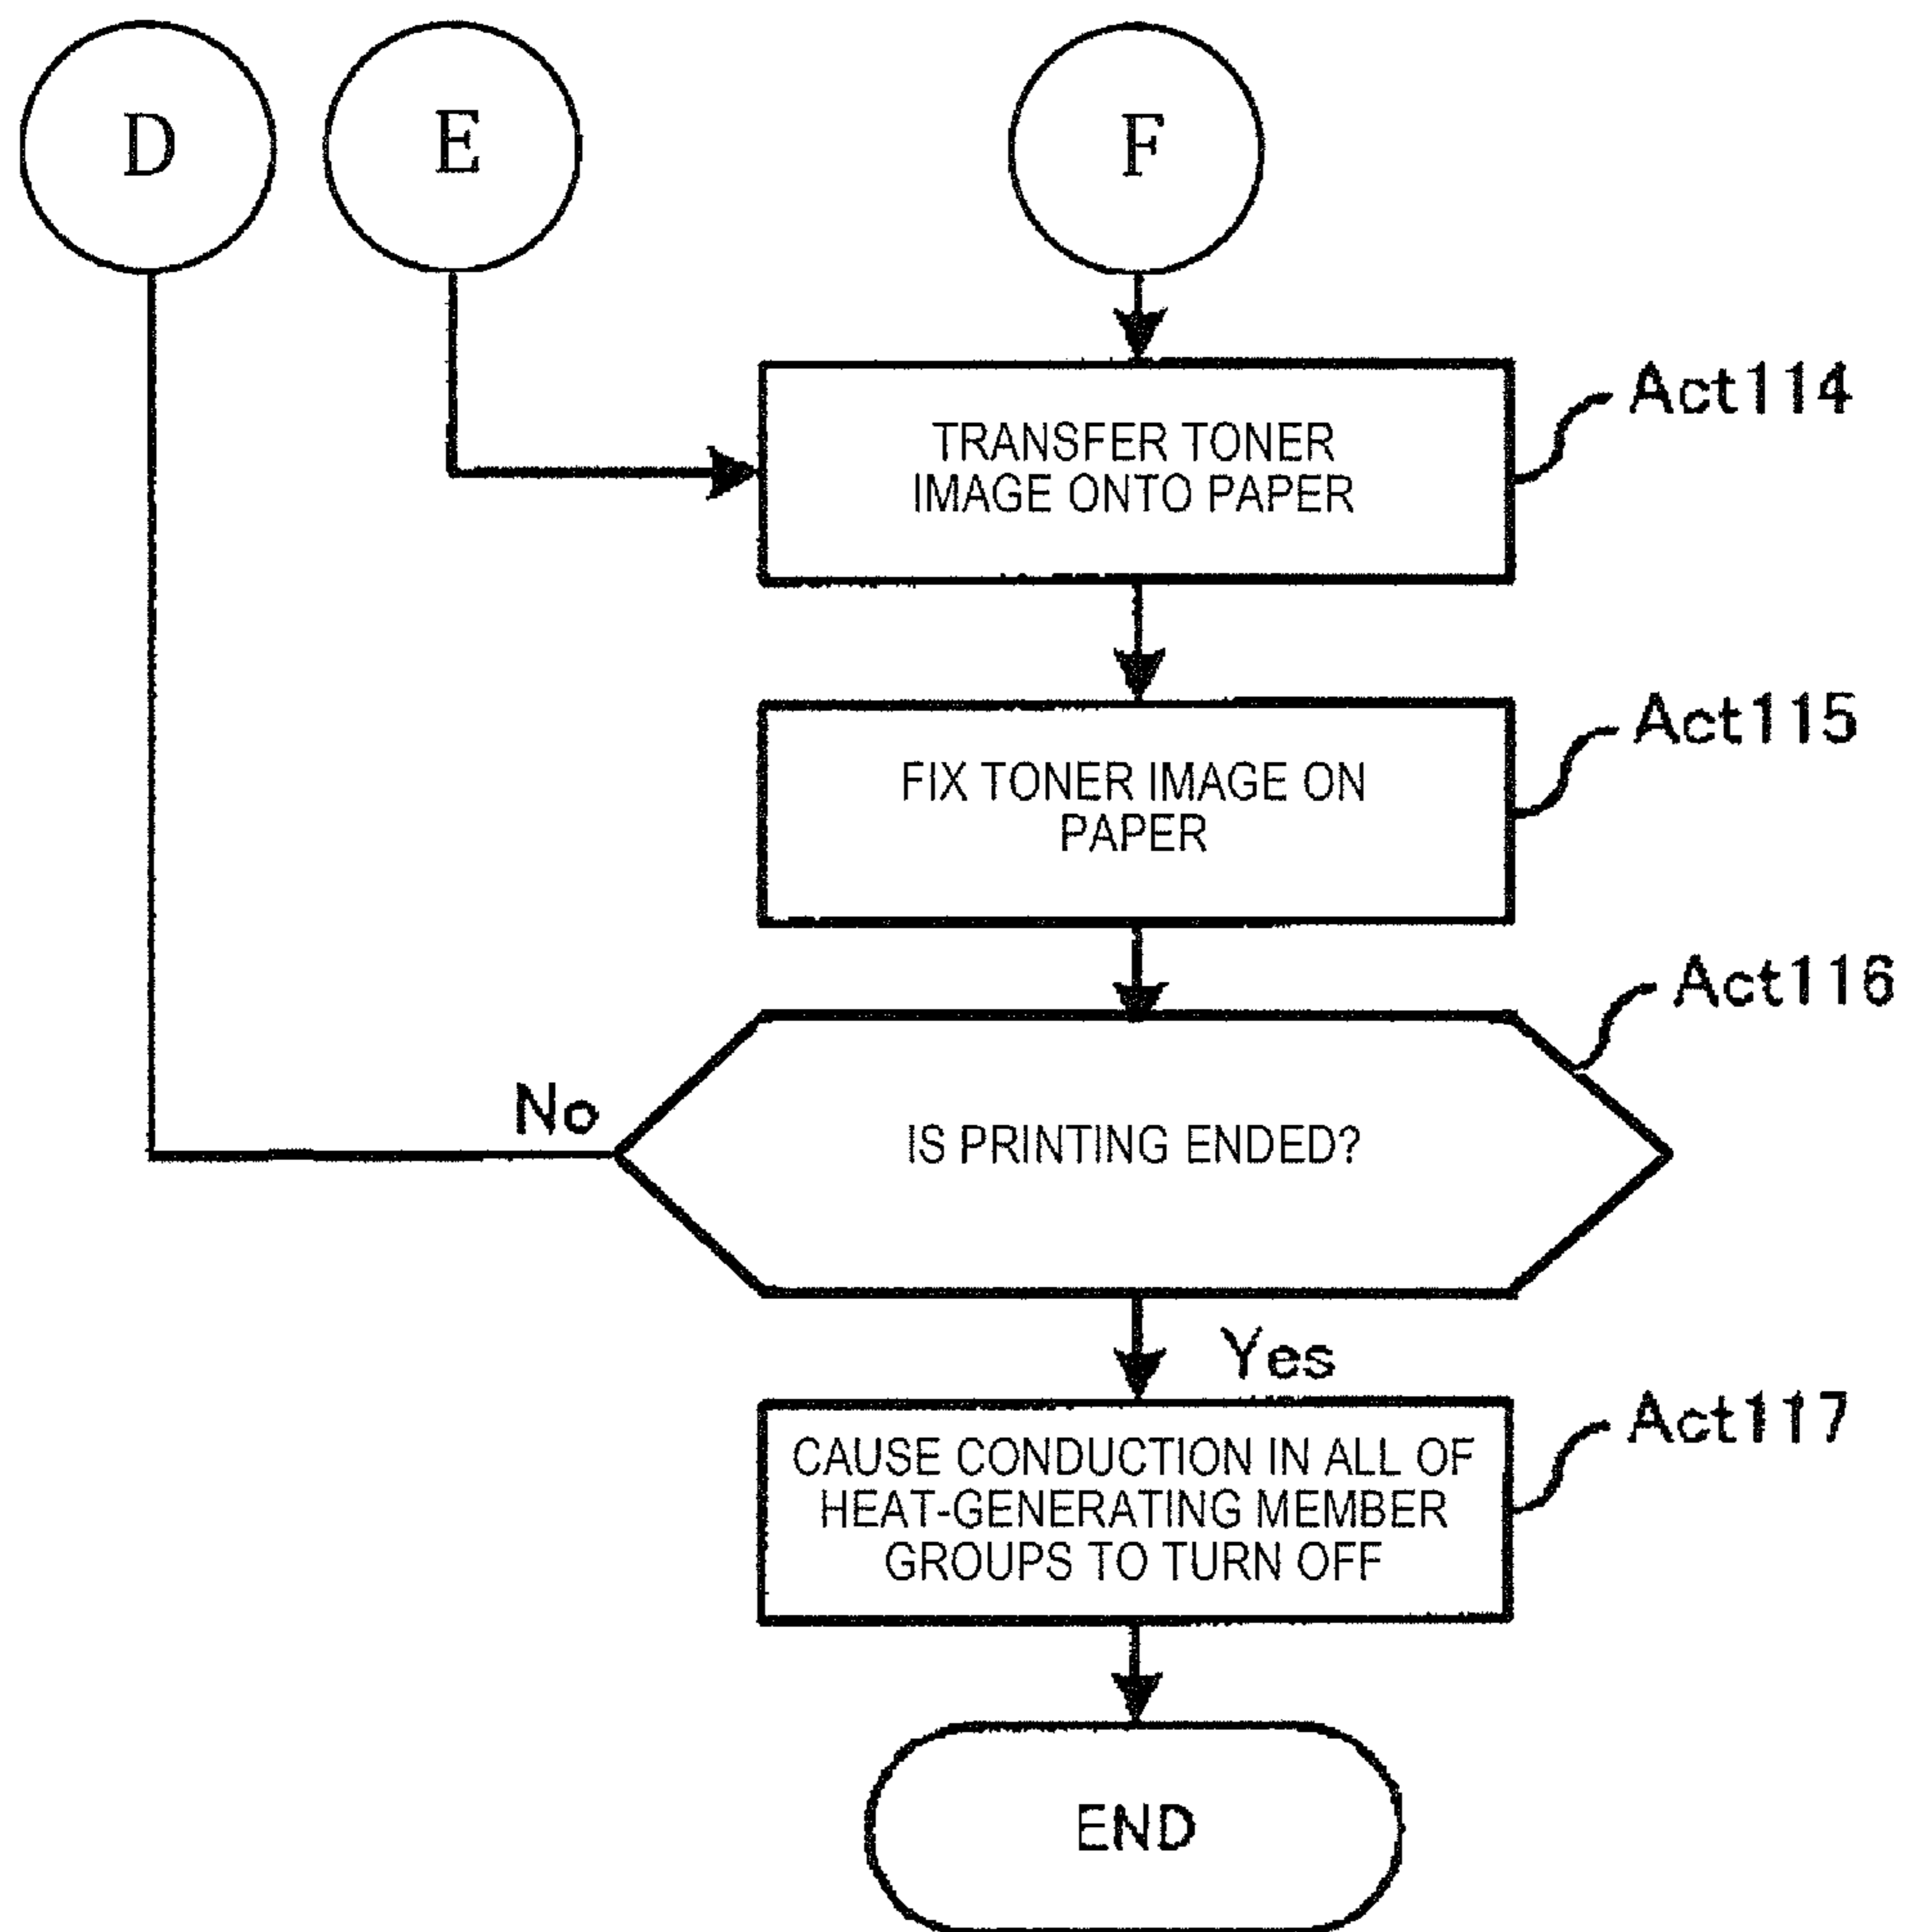 D
E
F
Act114
TRANSFER TONER
IMAGE ONTO PAPER
Act115
FIX TONER IMAGE ON
PAPER
Act116
No
IS PRINTING ENDED?
Yes
Act117
CAUSE CONDUCTION IN ALL OF
HEAT-GENERATING MEMBER
GROUPS TO TURN OFF
END